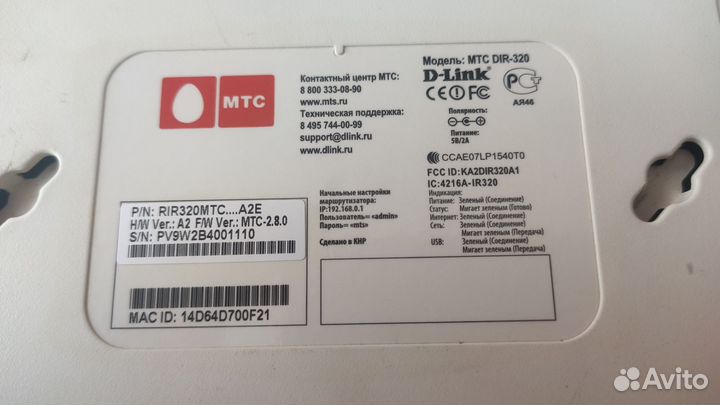 МТС
Контактный центр МТС:
8 800 333-08-90
www.mts.ru
Техническая поддержка:
8 495 744-00-99
support@dlink.ru
www.dlink.ru
Модель: МТС DIR-320
D-Link
CE FC
АЯ46
Полярность:
Питание:
5В/2А
CCAE07LP1540T0
FCC ID: KA2DIR320A1
IC:4216A-IR320
P/N: RIR320MTC....A2E
H/W Ver.: A2 F/W Ver.: MTC-2.8.0
S/N: PV9W2B4001110
MAC ID: 14D64D700F21
Начальные настройки
маршрутизатора:
IP:192.168.0.1
Пользователь= «admin»
Пароль= «mts»
Сделано в КНР
Питание: Зеленый (Соединение)
Статус: Мигает зеленым (Готово)
Интернет: Зеленый (Соединение)
Сеть: Зеленый (Соединение)
Мигает зеленым (Передача)
USB: Зеленый (Соединение)
Мигает зеленым (Передача)
Avito